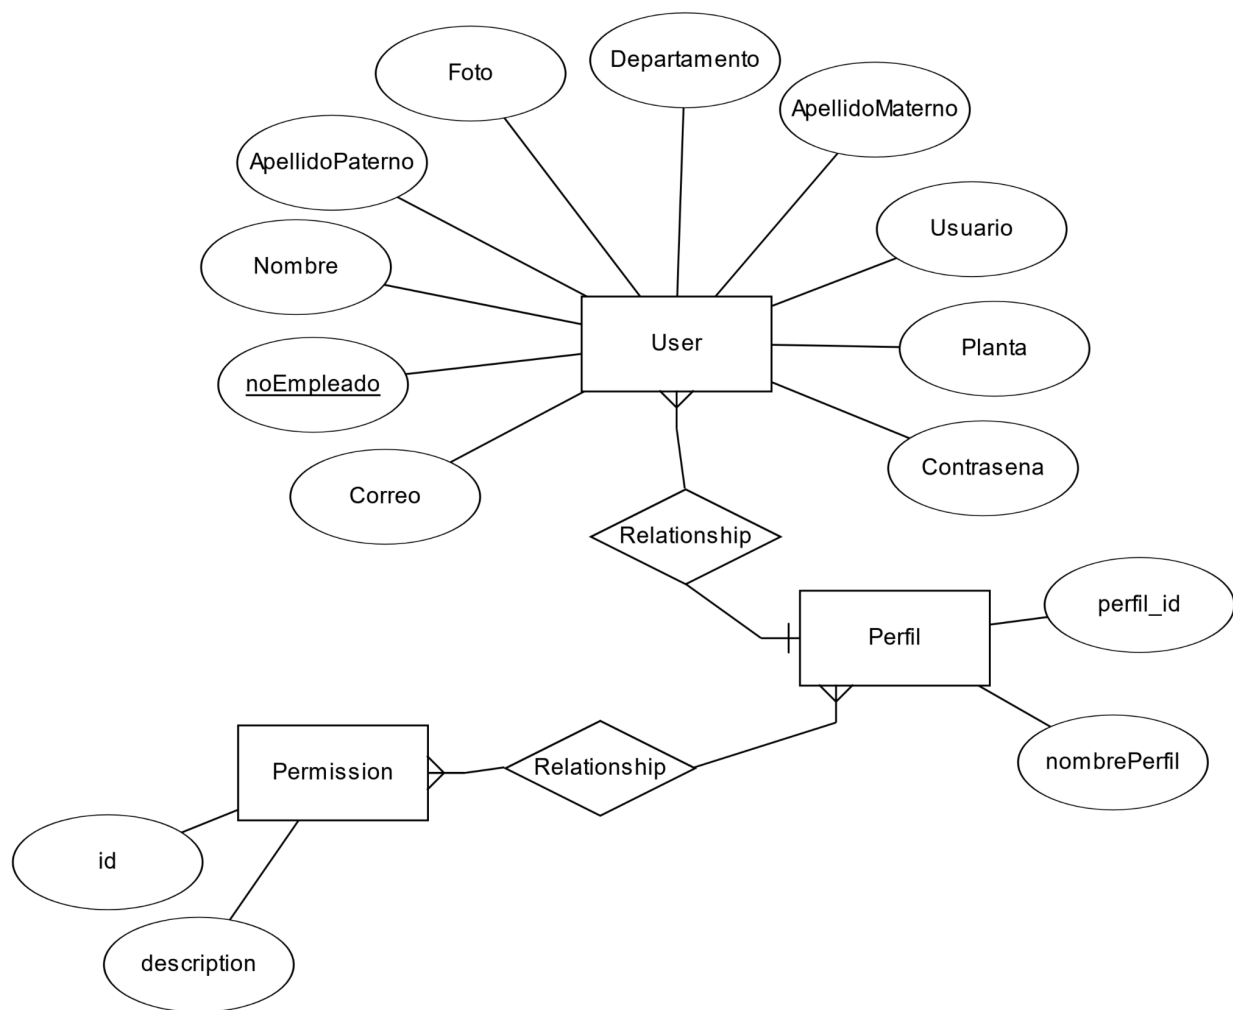 Foto
Departamento
ApellidoMaterno
ApellidoPaterno
Usuario
Nombre
User
Planta
noEmpleado
Contrasena
Correo
Relationship
perfil_id
Perfil
nombrePerfil
Permission
Relationship
id
description